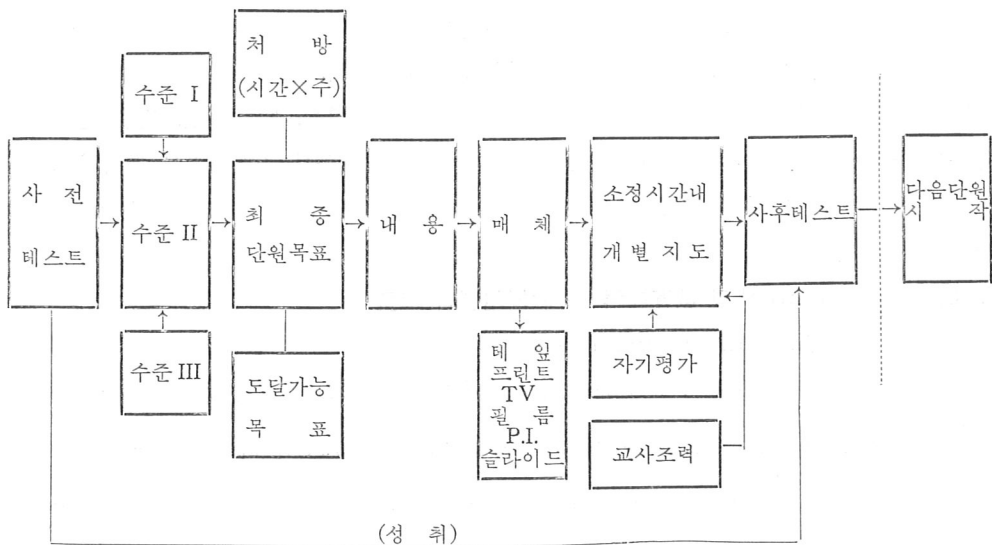 처 방
(시간×주)
수준 I
사 전
테스트
수준 II
최 종
단원목표
내 용
매 체
소정시간내
개 별 지 도
사후테스트
다음단원
시 작
수준 III
도달가능
목 표
테 잎
프린트
TV
필 름
P.I.
슬라이드
자기평가
교사조력
(성 취)